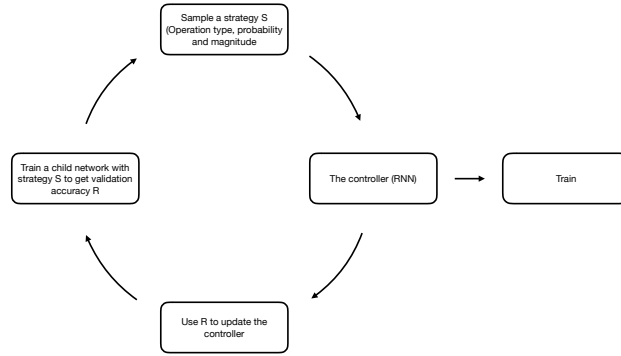 Sample a strategy S
(Operation type, probability
and magnitude
Train a child network with
strategy S to get validation
accuracy R
The controller (RNN)
Train
Use R to update the
controller